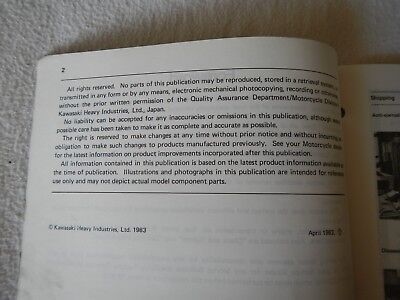 2
All rights reserved. No parts of this publication may be reproduced, stored in a retrieval system or
transmitted in any form or by any means, electronic mechanical photocopying, recording or otherwise
without the prior written permission of the Quality Assurance Department/Motorcycle Division
Kawasaki Heavy Industries, Ltd., Japan.
No liability can be accepted for any inaccuracies or omissions in this publication, although every
possible care has been taken to make it as complete and accurate as possible.
The right is reserved to make changes at any time without prior notice and without incurring an
obligation to make such changes to products manufactured previously. See your Motorcycle dealer
for the latest information on product improvements incorporated after this publication.
All information contained in this publication is based on the latest product information available at
the time of publication. Illustrations and photographs in this publication are intended for reference
use only and may not depict actual model component parts.
© Kawasaki Heavy Industries, Ltd. 1983
April 1983.
Shipping